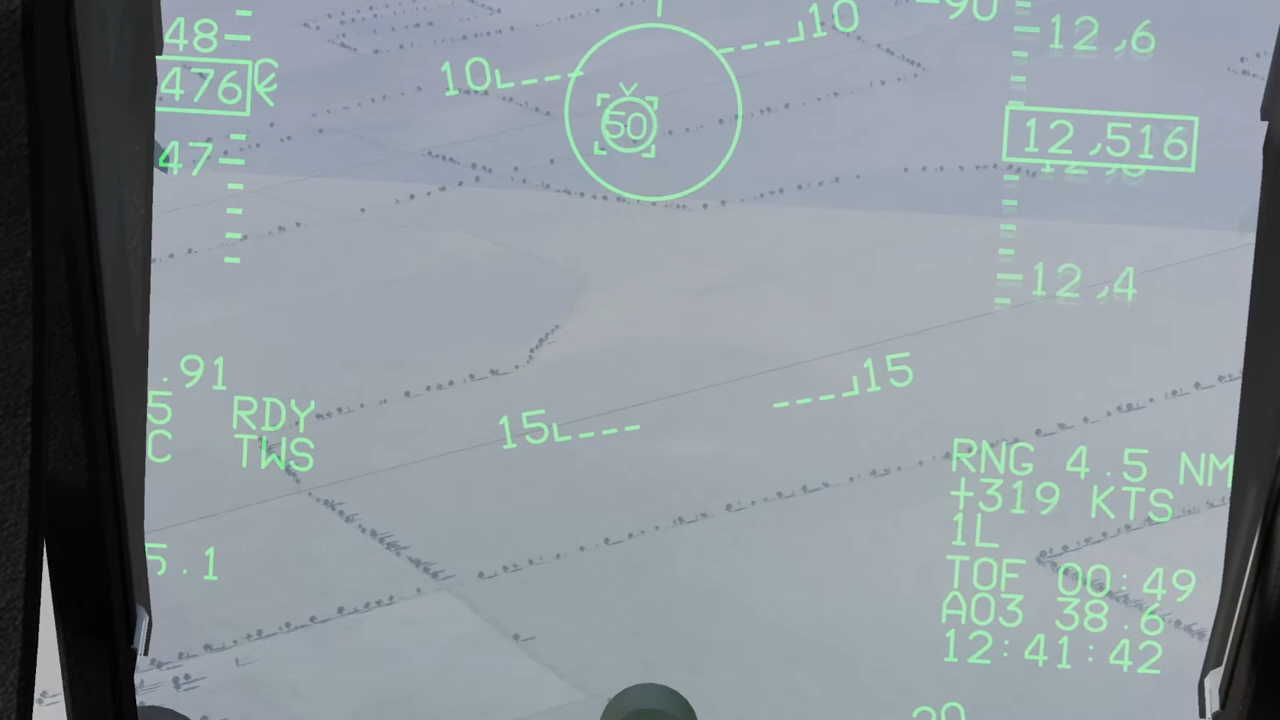 48
476 C
47
10 10
-90
50
12,6
12,516
12,4
.91
5 RDY
C TWS
5.1
15 15
RNG 4.5 NM
+319 KTS
1L
TOF 00:49
A03 38.6
12:41:42